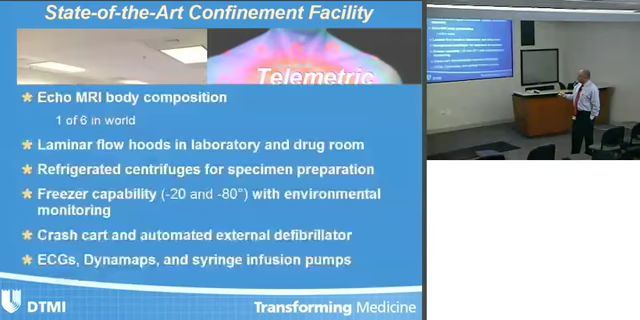 State-of-the-Art Confinement Facility
Telemetric
Echo MRI body composition
1 of 6 in world
Laminar flow hoods in laboratory and drug room
Refrigerated centrifuges for specimen preparation
Freezer capability (-20 and -80°) with environmental
monitoring
Crash cart and automated external defibrillator
ECGs, Dynamaps, and syringe infusion pumps
DTMI
Transforming Medicine